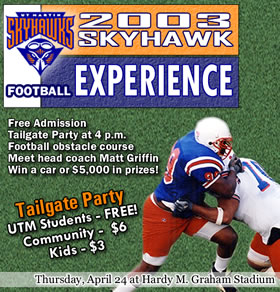 UT MARTIN
SKYHAWKS
FOOTBALL
2003
SKYHAWK
EXPERIENCE
Free Admission
Tailgate Party at 4 p.m.
Football obstacle course
Meet head coach Matt Griffin
Win a car or $5,000 in prizes!
Tailgate Party
UTM Students - FREE!
Community - $6
Kids - $3
Thursday, April 24 at Hardy M. Graham Stadium